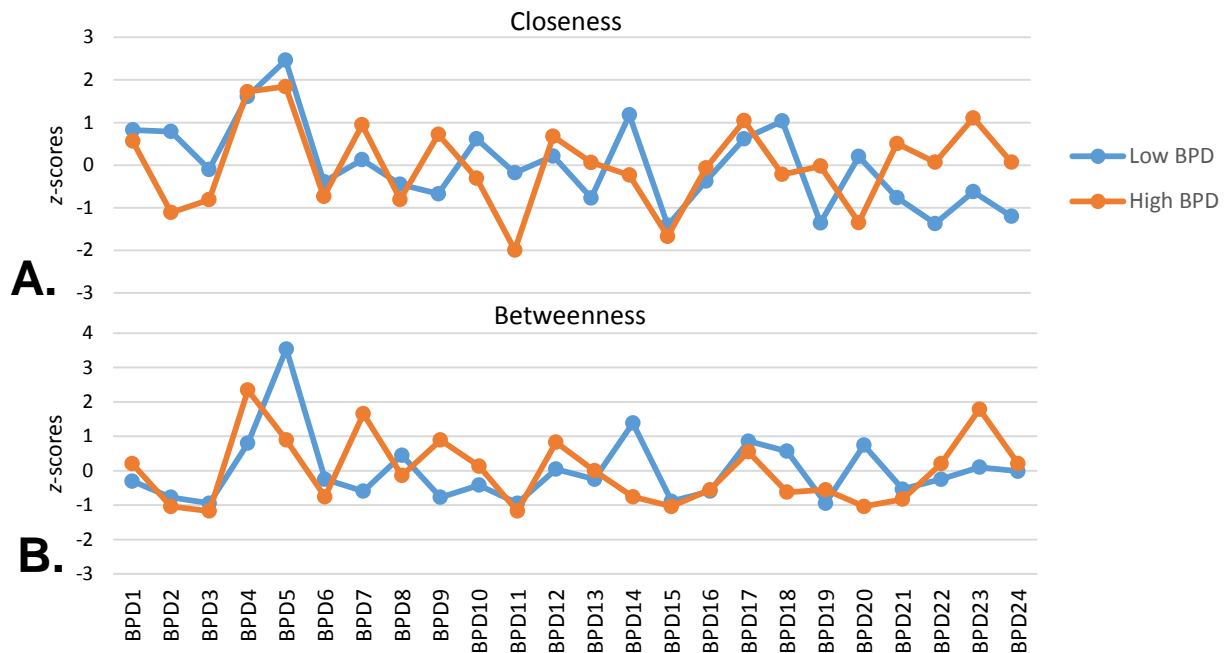 Closeness
3
2
1
0
-1
-2
-3
z-scores
A.
Low BPD
High BPD
Betweenness
4
3
2
1
0
-1
-2
-3
z-scores
B.
BPD1
BPD2
BPD3
BPD4
BPD5
BPD6
BPD7
BPD8
BPD9
BPD10
BPD11
BPD12
BPD13
BPD14
BPD15
BPD16
BPD17
BPD18
BPD19
BPD20
BPD21
BPD22
BPD23
BPD24